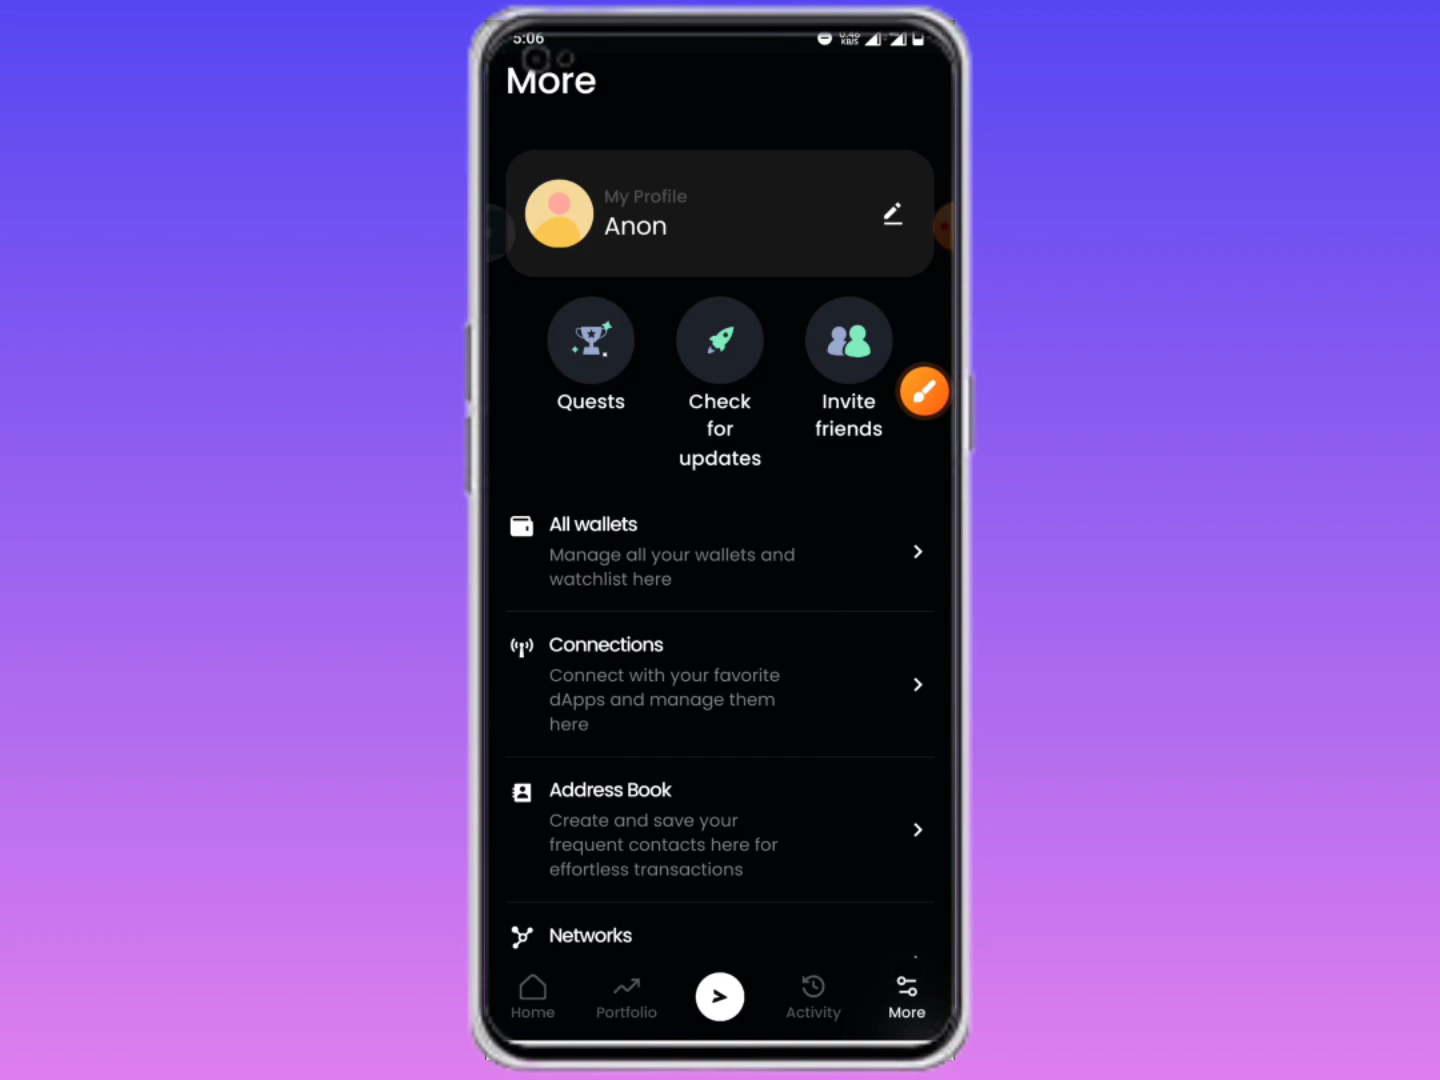 5:06
More
My Profile
Anon
Quests
Check
for
updates
Invite
friends
All wallets
Manage all your wallets and
watchlist here
Connections
Connect with your favorite
dApps and manage them
here
Address Book
Create and save your
frequent contacts here for
effortless transactions
Networks
Home
Portfolio
Activity
More